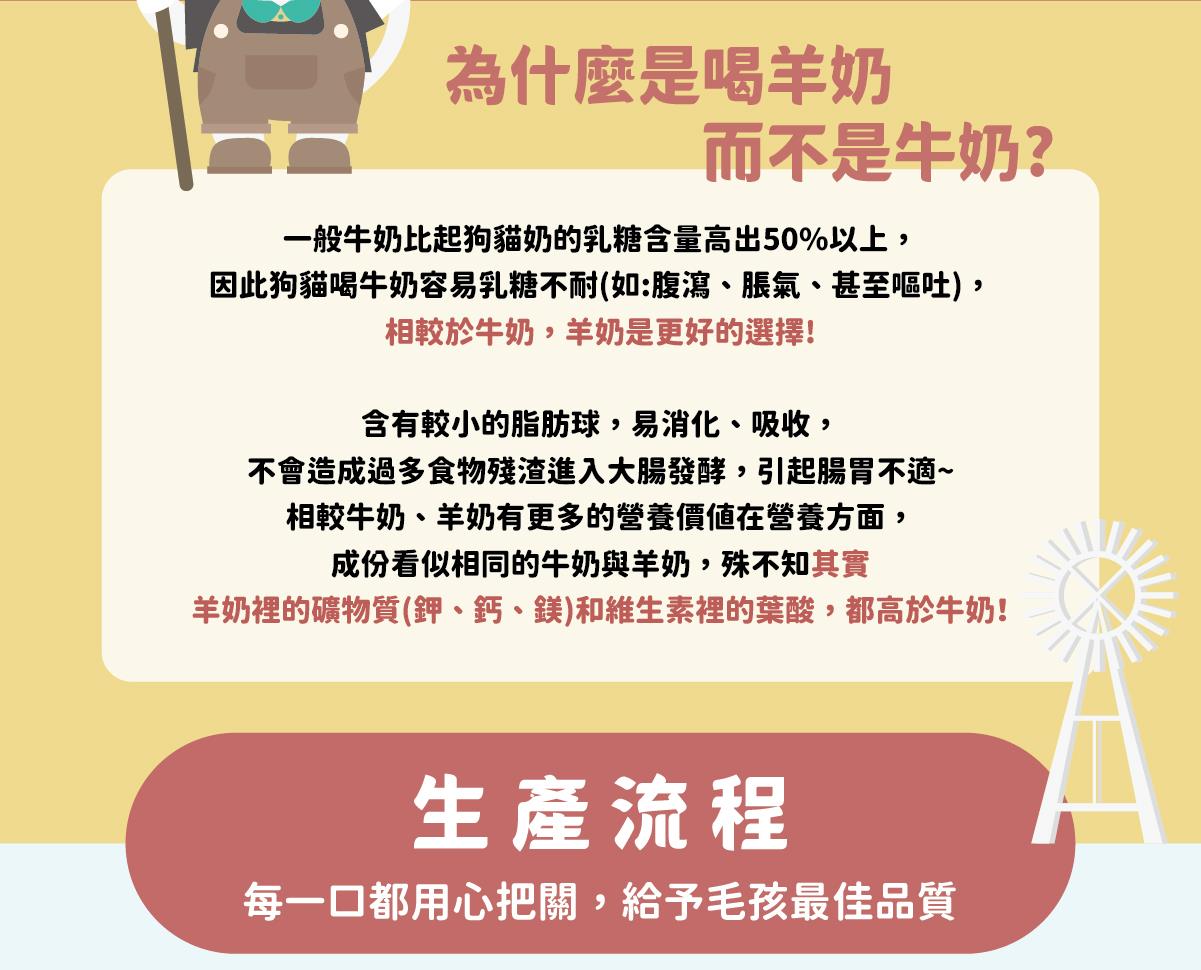 為什麼是喝羊奶
而不是牛奶?
一般牛奶比起狗貓奶的乳糖含量高出50%以上，
因此狗貓喝牛奶容易乳糖不耐(如:腹瀉、脹氣、甚至嘔吐)，
相較於牛奶，羊奶是更好的選擇!
含有較小的脂肪球，易消化、吸收，
不會造成過多食物殘渣進入大腸發酵，引起腸胃不適~
相較牛奶、羊奶有更多的營養價值在營養方面，
成份看似相同的牛奶與羊奶，殊不知其實
羊奶裡的礦物質(鉀、鈣、鎂)和維生素裡的葉酸，都高於牛奶!
生產流程
每一口都用心把關，給予毛孩最佳品質